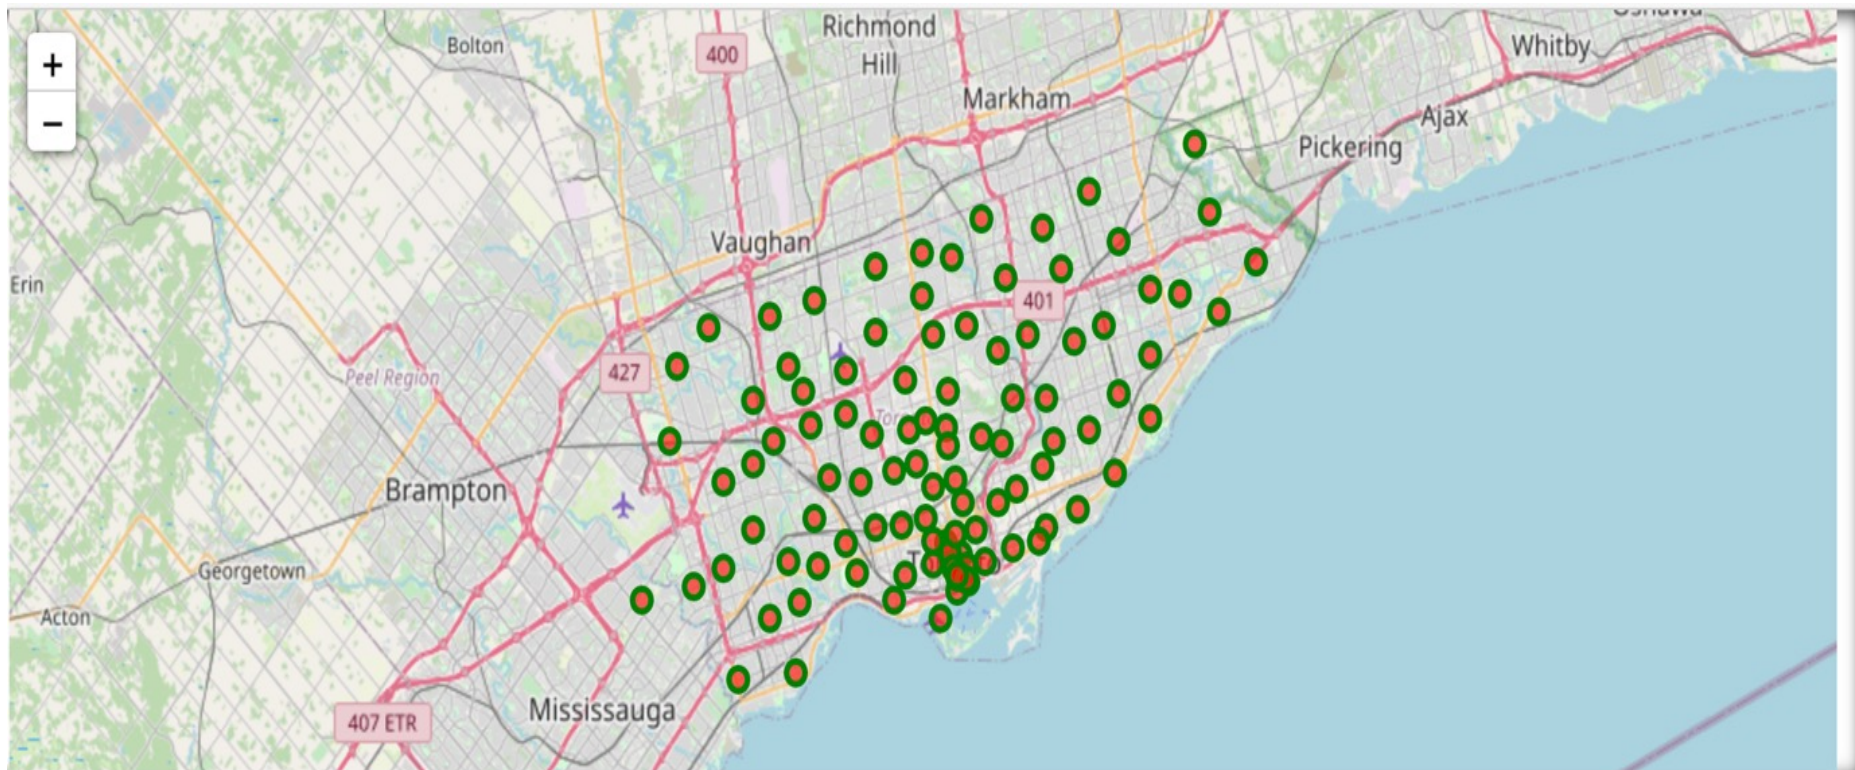 +
−
Bolton
400
Richmond
Hill
Markham
Oshawa
Whitby
Ajax
Pickering
Vaughan
Erin
401
427
Peel Region
Brampton
Georgetown
Acton
Mississauga
407 ETR